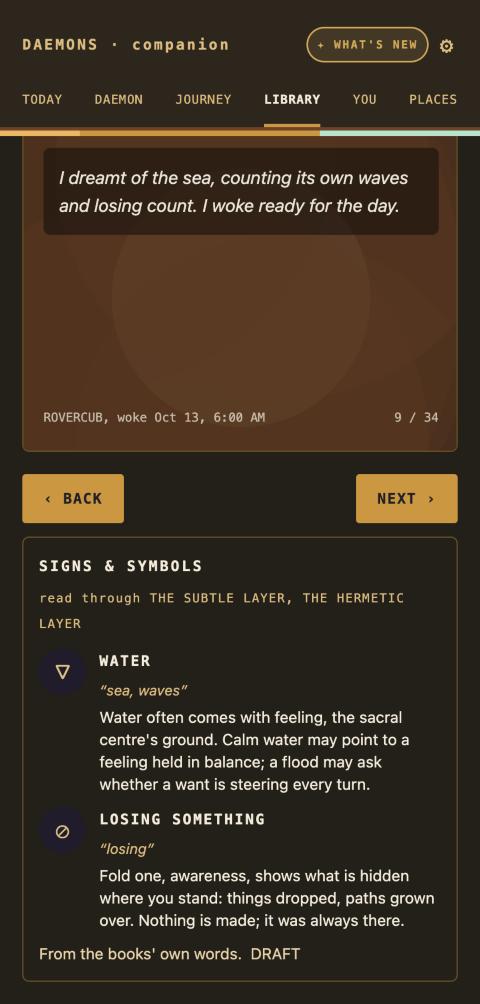 DAEMONS · companion
+ WHAT'S NEW
TODAY DAEMON JOURNEY LIBRARY YOU PLACES
I dreamt of the sea, counting its own waves
and losing count. I woke ready for the day.
ROVERCUB, woke Oct 13, 6:00 AM
9 / 34
‹ BACK
NEXT ›
SIGNS & SYMBOLS
read through THE SUBTLE LAYER, THE HERMETIC
LAYER
WATER
“sea, waves”
Water often comes with feeling, the sacral
centre's ground. Calm water may point to a
feeling held in balance; a flood may ask
whether a want is steering every turn.
LOSING SOMETHING
“losing”
Fold one, awareness, shows what is hidden
where you stand: things dropped, paths grown
over. Nothing is made; it was always there.
From the books' own words. DRAFT